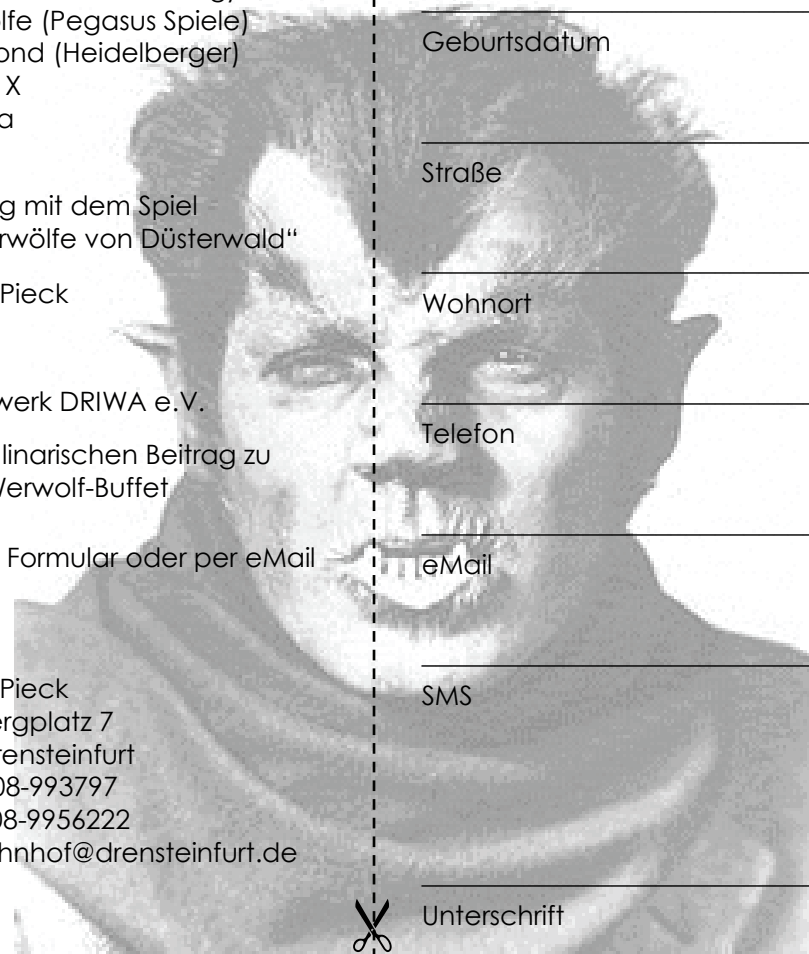 lfe (Pegasus Spiele)
ond (Heidelberger)
X
a
g mit dem Spiel
rwölfe von Düsterwald“
Pieck
werk DRIWA e.V.
linarischen Beitrag zu
Werwolf-Buffet
Formular oder per eMail
Pieck
ergplatz 7
rensteinfurt
08-993797
08-9956222
hnhof@drensteinfurt.de
Geburtsdatum
Straße
Wohnort
Telefon
eMail
SMS
Unterschrift